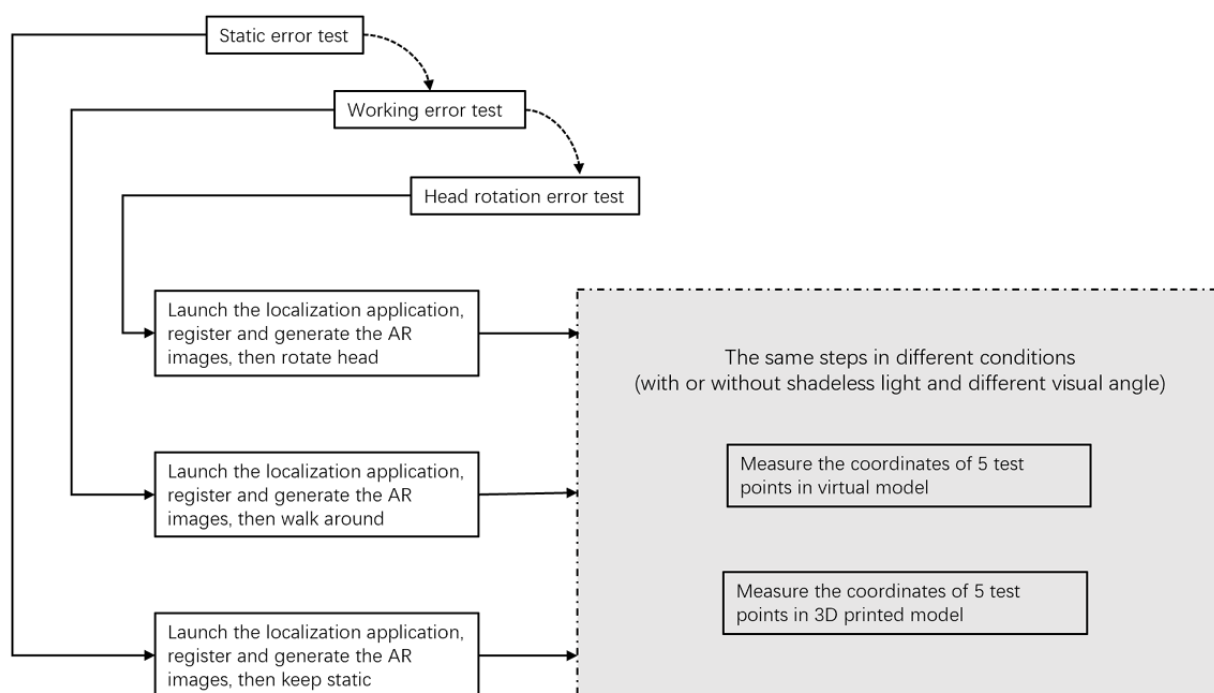 Static error test
Working error test
Head rotation error test
Launch the localization application,
register and generate the AR
images, then rotate head
The same steps in different conditions
(with or without shadeless light and different visual angle)
Launch the localization application,
register and generate the AR
images, then walk around
Measure the coordinates of 5 test
points in virtual model
Measure the coordinates of 5 test
points in 3D printed model
Launch the localization application,
register and generate the AR
images, then keep static